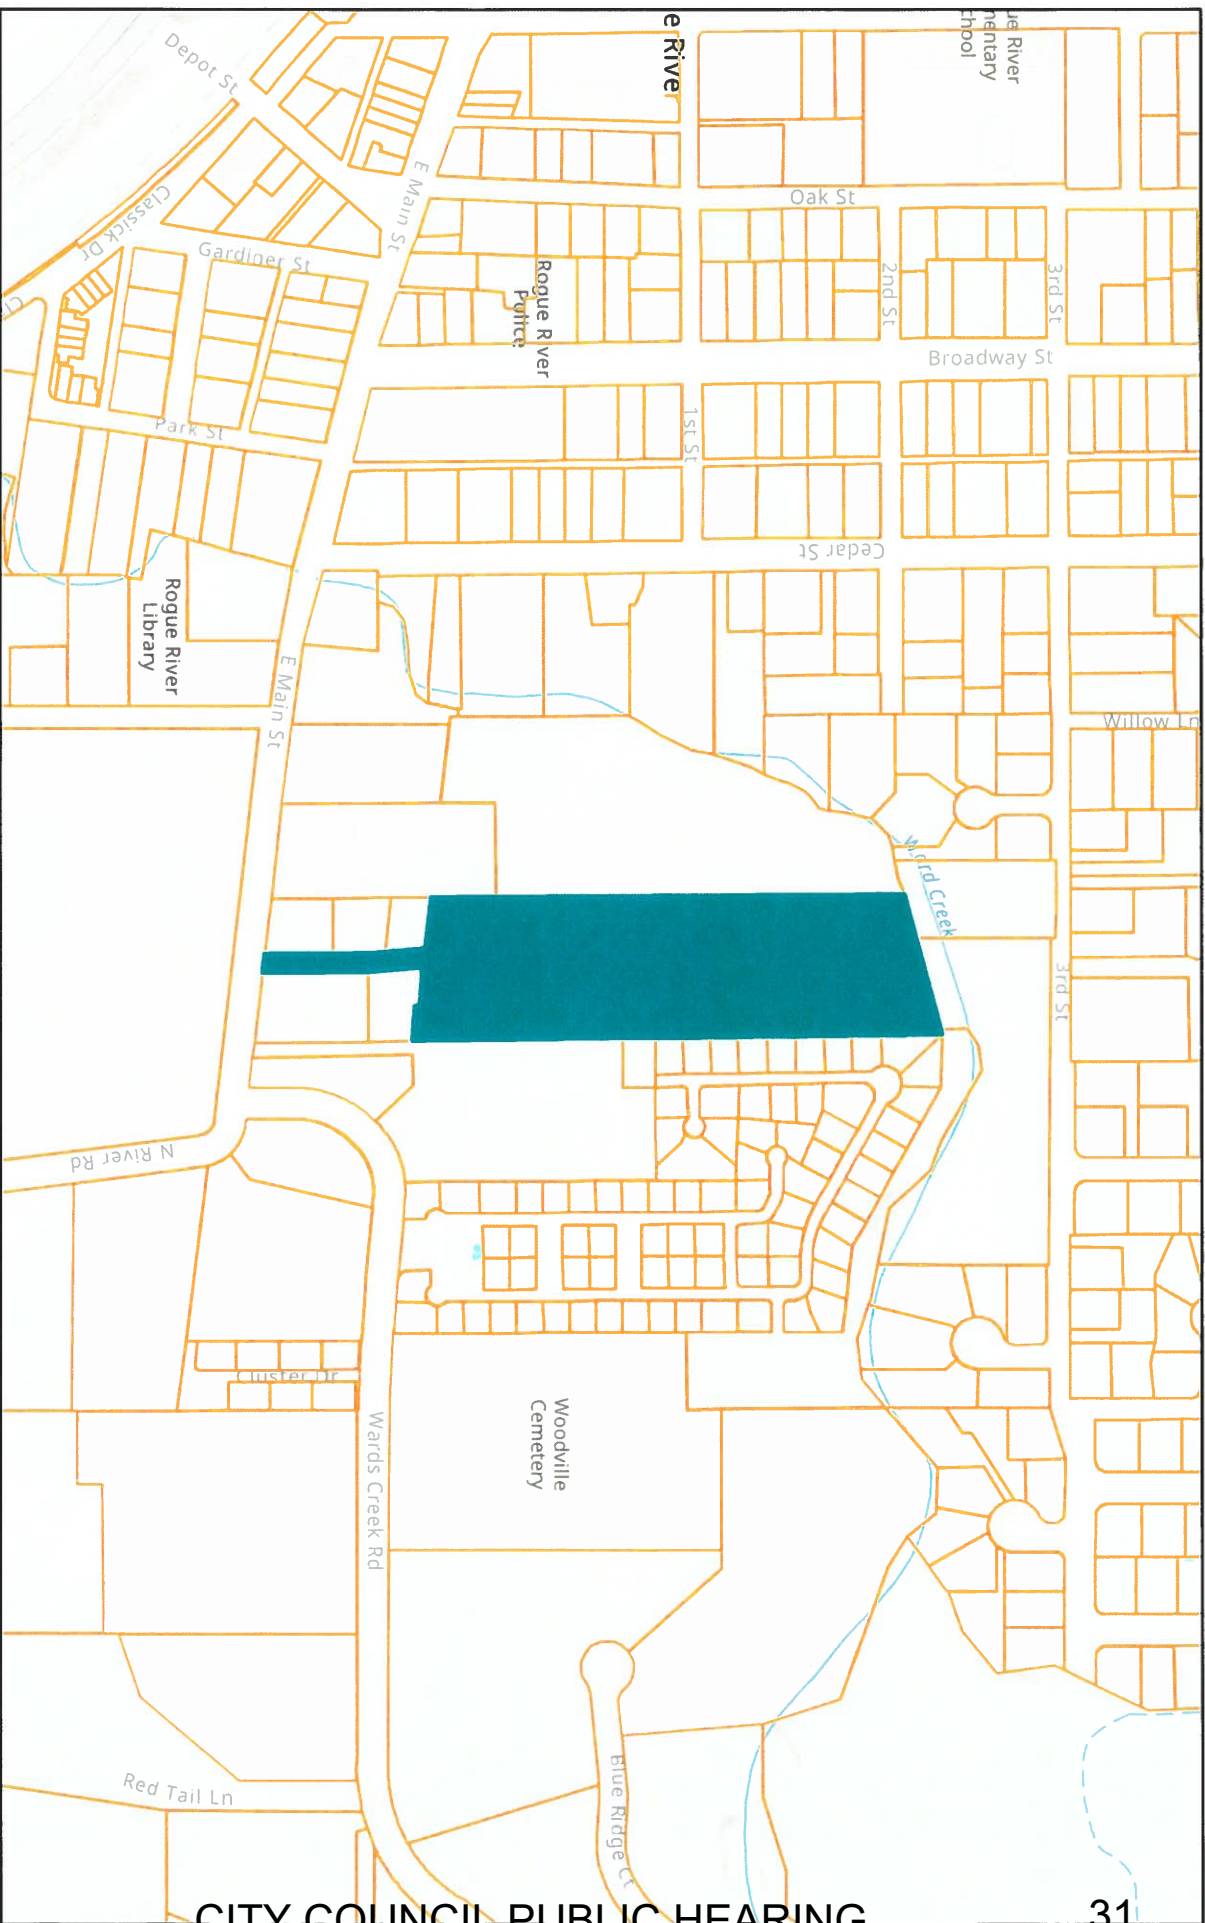 e River
ue River
mentary
chool
Depot St
E Main St
Oak St
Classick Dr
Gardiner St
Rogue River
Police
2nd St
3rd St
Broadway St
1st St
Park St
Cedar St
Rogue River
Library
E Main St
Willow Ln
Ward Creek
3rd St
N River Rd
Cluster Dr
Woodville
Cemetery
Wards Creek Rd
Red Tail Ln
Blue Ridge Ct
CITY COUNCIL PUBLIC HEARING
31